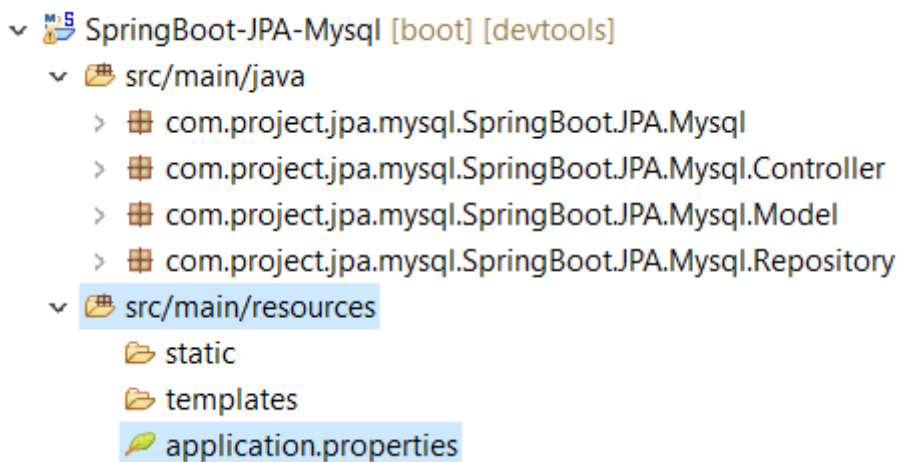 SpringBoot-JPA-Mysql [boot] [devtools]
src/main/java
com.project.jpa.mysql.SpringBoot.JPA.Mysql
com.project.jpa.mysql.SpringBoot.JPA.Mysql.Controller
com.project.jpa.mysql.SpringBoot.JPA.Mysql.Model
com.project.jpa.mysql.SpringBoot.JPA.Mysql.Repository
src/main/resources
static
templates
application.properties